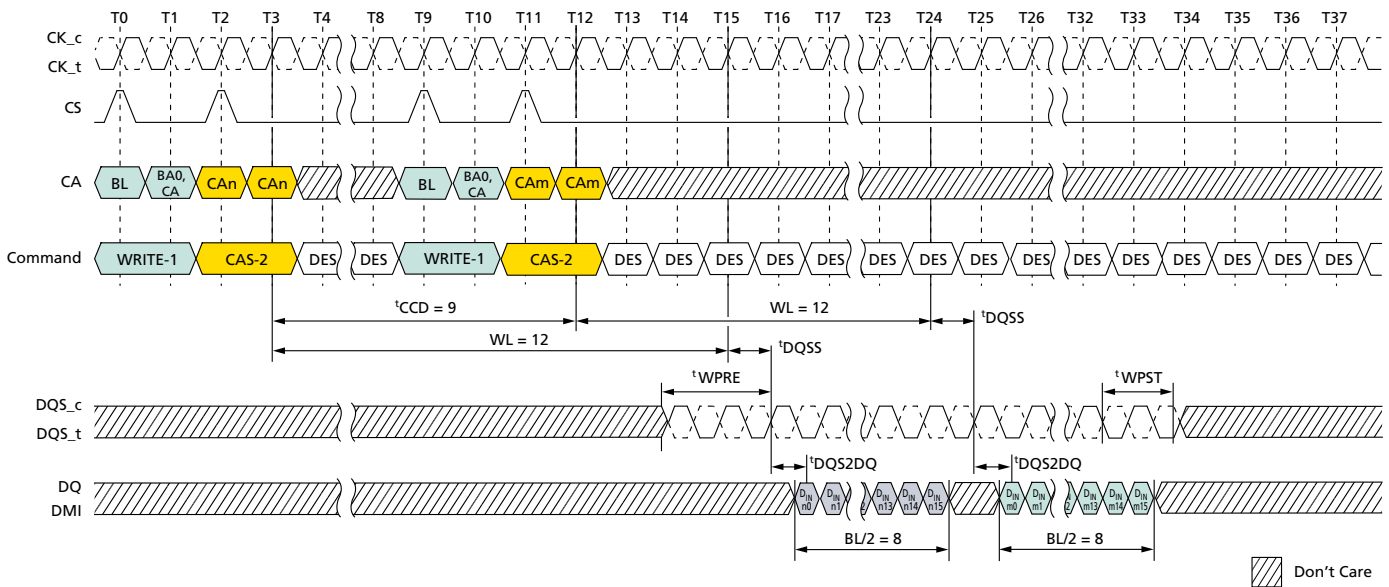 T0 T1 T2 T3 T4 T8 T9 T10 T11 T12 T13 T14 T15 T16 T17 T23 T24 T25 T26 T32 T33 T34 T35 T36 T37
CK_c
CK_t
CS
CA BL BA0, CA CAn CAn BL BA0, CA CAm CAm
Command WRITE-1 CAS-2 DES DES WRITE-1 CAS-2 DES DES DES DES DES DES DES DES DES DES DES DES DES DES DES
tCCD = 9 WL = 12 tDQSS
WL = 12 tDQSS
tWPRE tWPST
DQS_c
DQS_t
tDQS2DQ tDQS2DQ
DQ
DMI
DIN n0 DIN n1 DIN n13 DIN n14 DIN n15 DIN m0 DIN m1 DIN m13 DIN m14 DIN m15
BL/2 = 8 BL/2 = 8
Don't Care